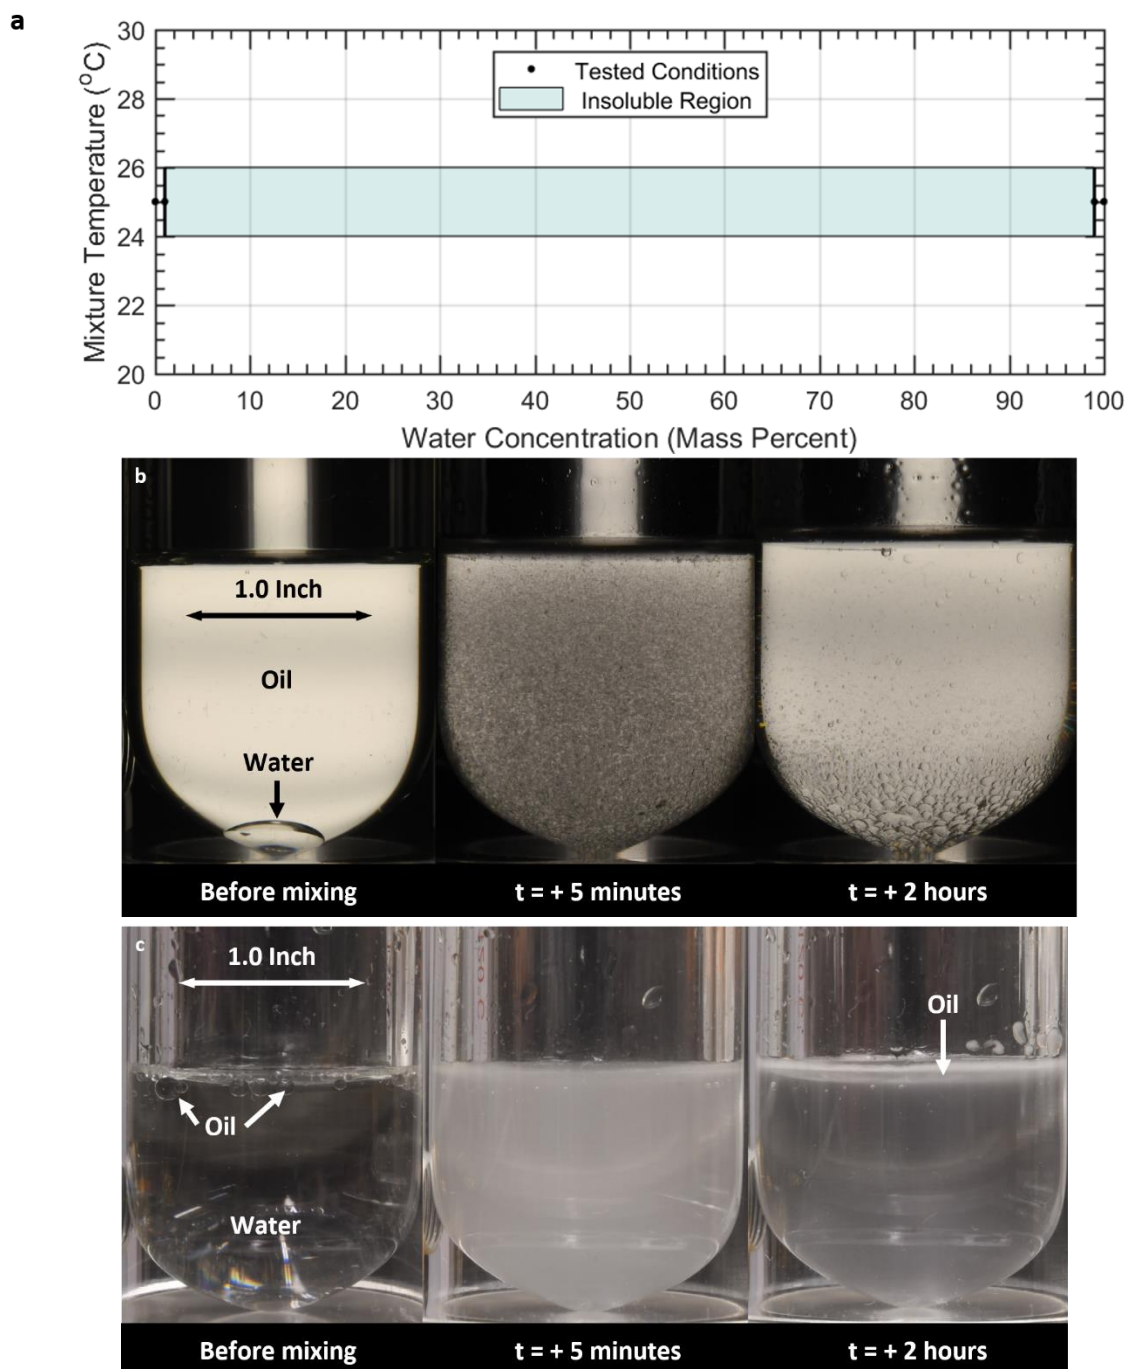 a
30
28
26
24
22
20
Mixture Temperature (°C)
Tested Conditions
Insoluble Region
0 10 20 30 40 50 60 70 80 90 100
Water Concentration (Mass Percent)
b
1.0 Inch
Oil
Water
Before mixing
t = + 5 minutes
t = + 2 hours
c
1.0 Inch
Oil
Water
Oil
Before mixing
t = + 5 minutes
t = + 2 hours